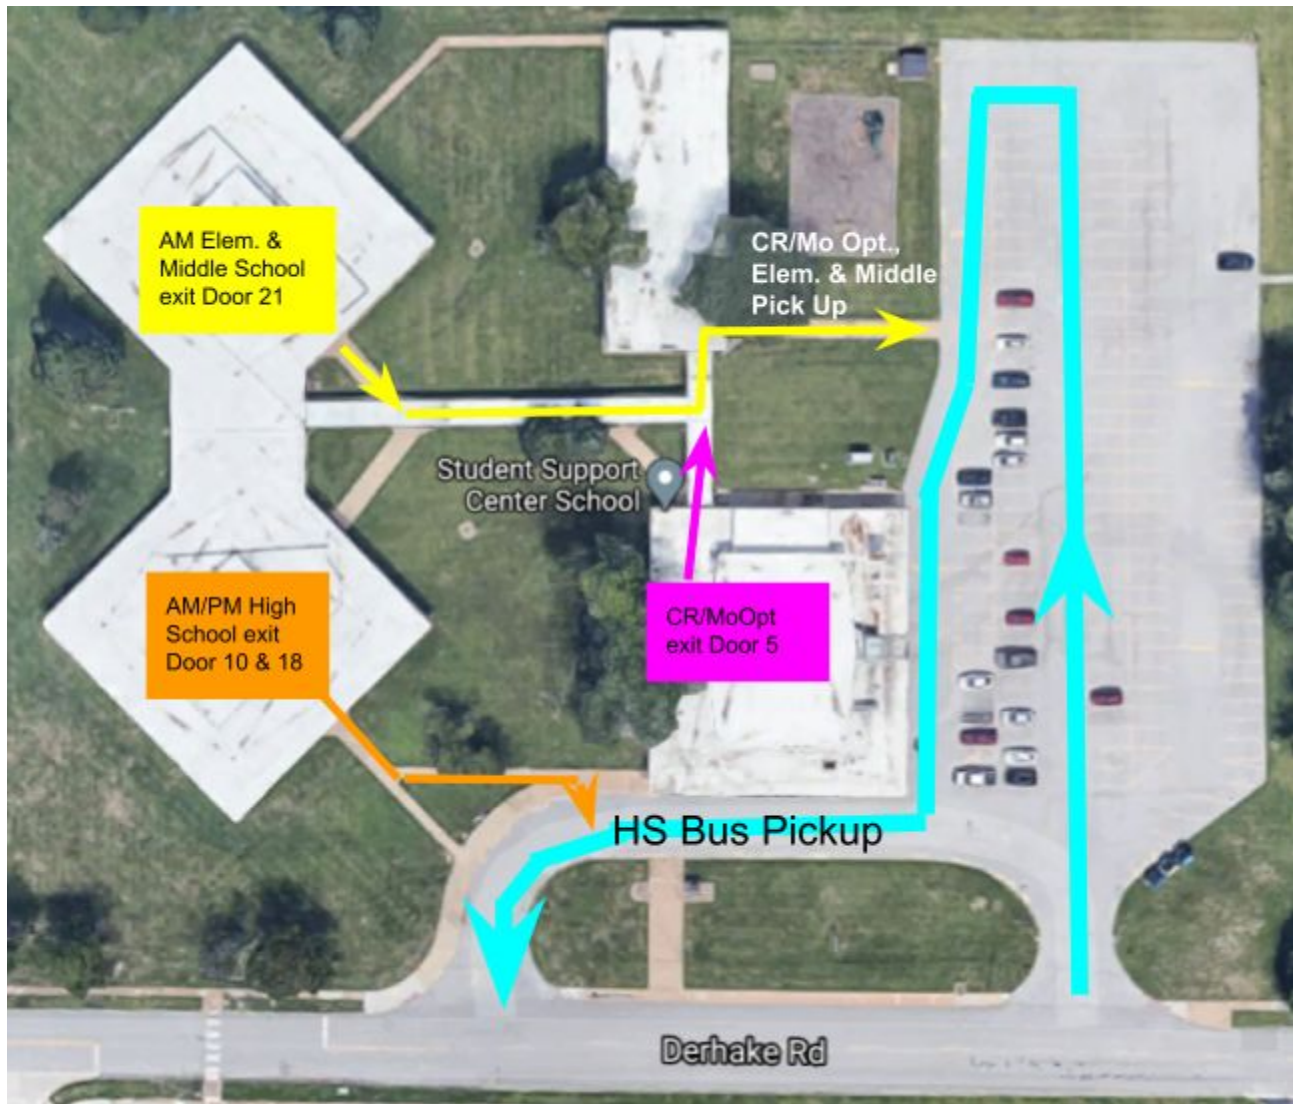 AM Elem. &
Middle School
exit Door 21
CR/Mo Opt.,
Elem. & Middle
Pick Up
Student Support
Center School
AM/PM High
School exit
Door 10 & 18
CR/MoOpt
exit Door 5
HS Bus Pickup
Derhake Rd